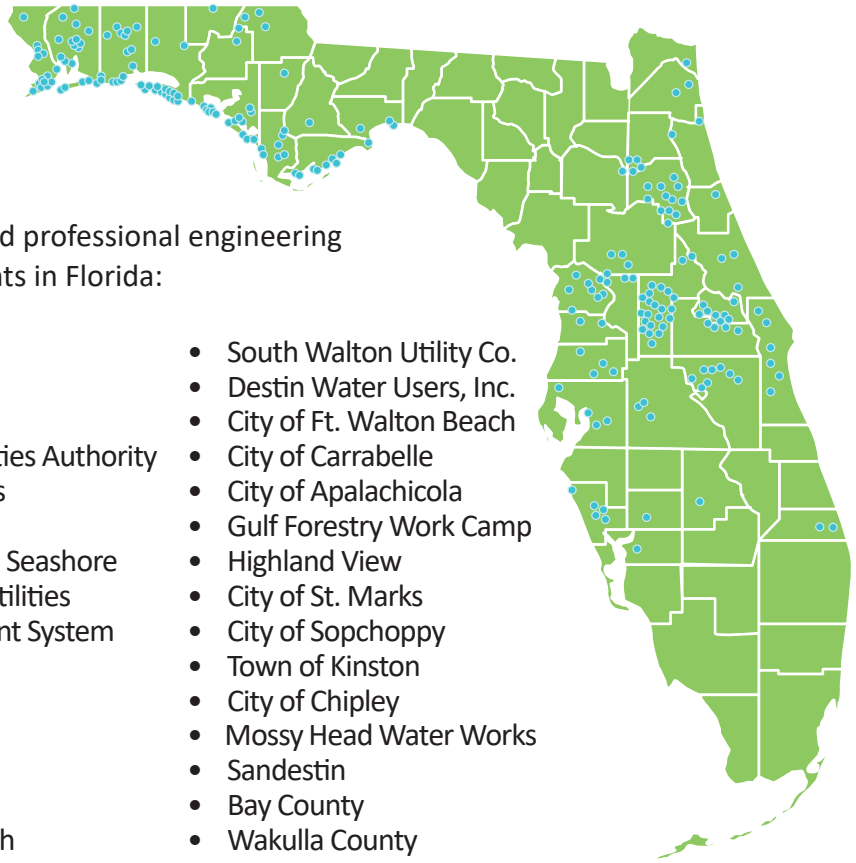 d professional engineering
ts in Florida:
• South Walton Utility Co.
• Destin Water Users, Inc.
• City of Ft. Walton Beach
ties Authority
• City of Carrabelle
s
• City of Apalachicola
• Gulf Forestry Work Camp
Seashore
• Highland View
tilities
• City of St. Marks
nt System
• City of Sopchoppy
• Town of Kinston
• City of Chipley
• Mossy Head Water Works
• Sandestin
• Bay County
h
• Wakulla County